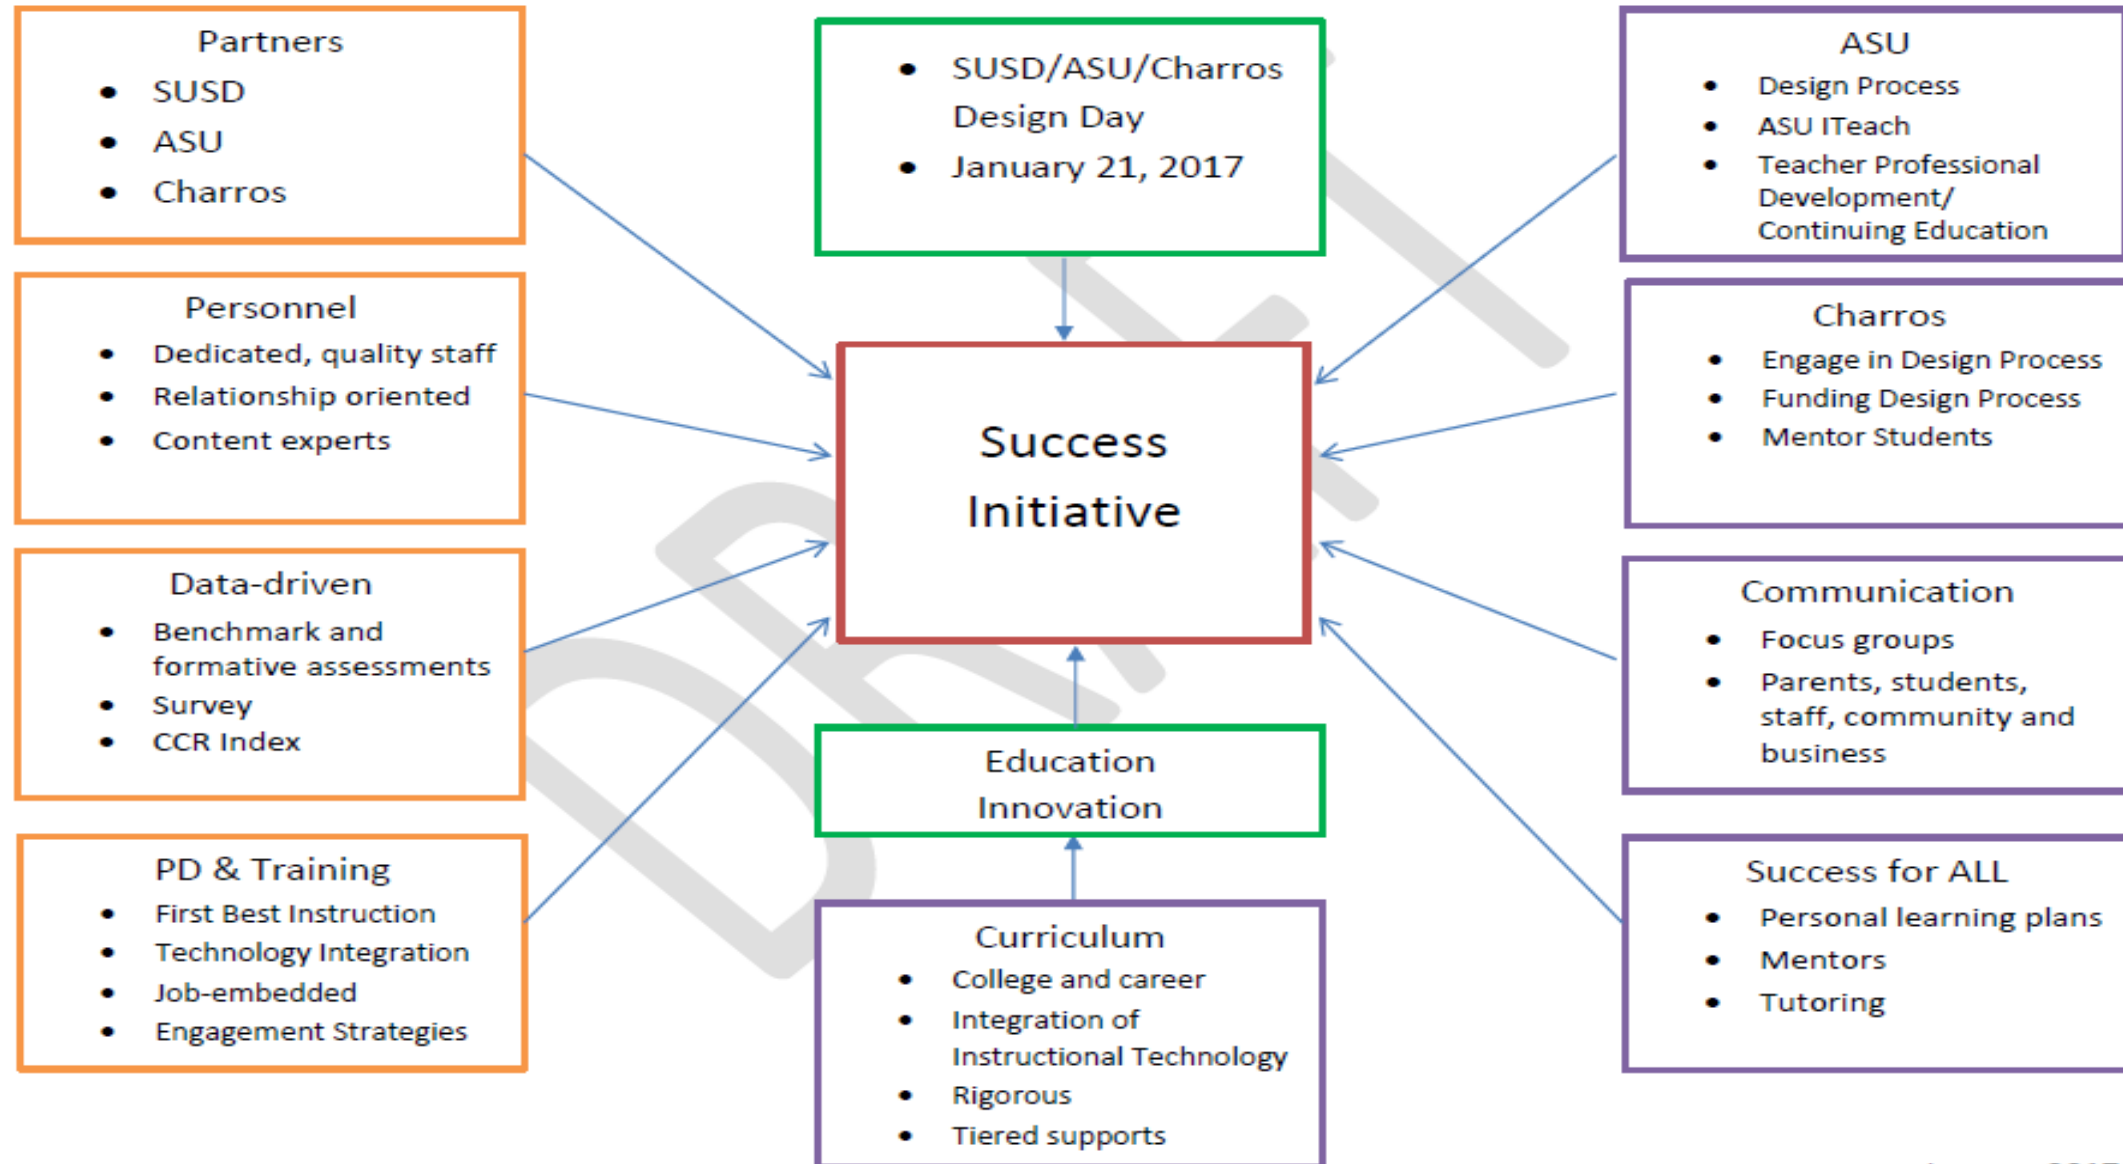 Partners
• SUSD
• ASU
• Charros
Personnel
• Dedicated, quality staff
• Relationship oriented
• Content experts
Data-driven
• Benchmark and
formative assessments
• Survey
• CCR Index
PD & Training
• First Best Instruction
• Technology Integration
• Job-embedded
• Engagement Strategies
• SUSD/ASU/Charros
Design Day
• January 21, 2017
Success
Initiative
Education
Innovation
Curriculum
• College and career
• Integration of
Instructional Technology
• Rigorous
• Tiered supports
ASU
• Design Process
• ASU ITeach
• Teacher Professional
Development/
Continuing Education
Charros
• Engage in Design Process
• Funding Design Process
• Mentor Students
Communication
• Focus groups
• Parents, students,
staff, community and
business
Success for ALL
• Personal learning plans
• Mentors
• Tutoring
DRAFT